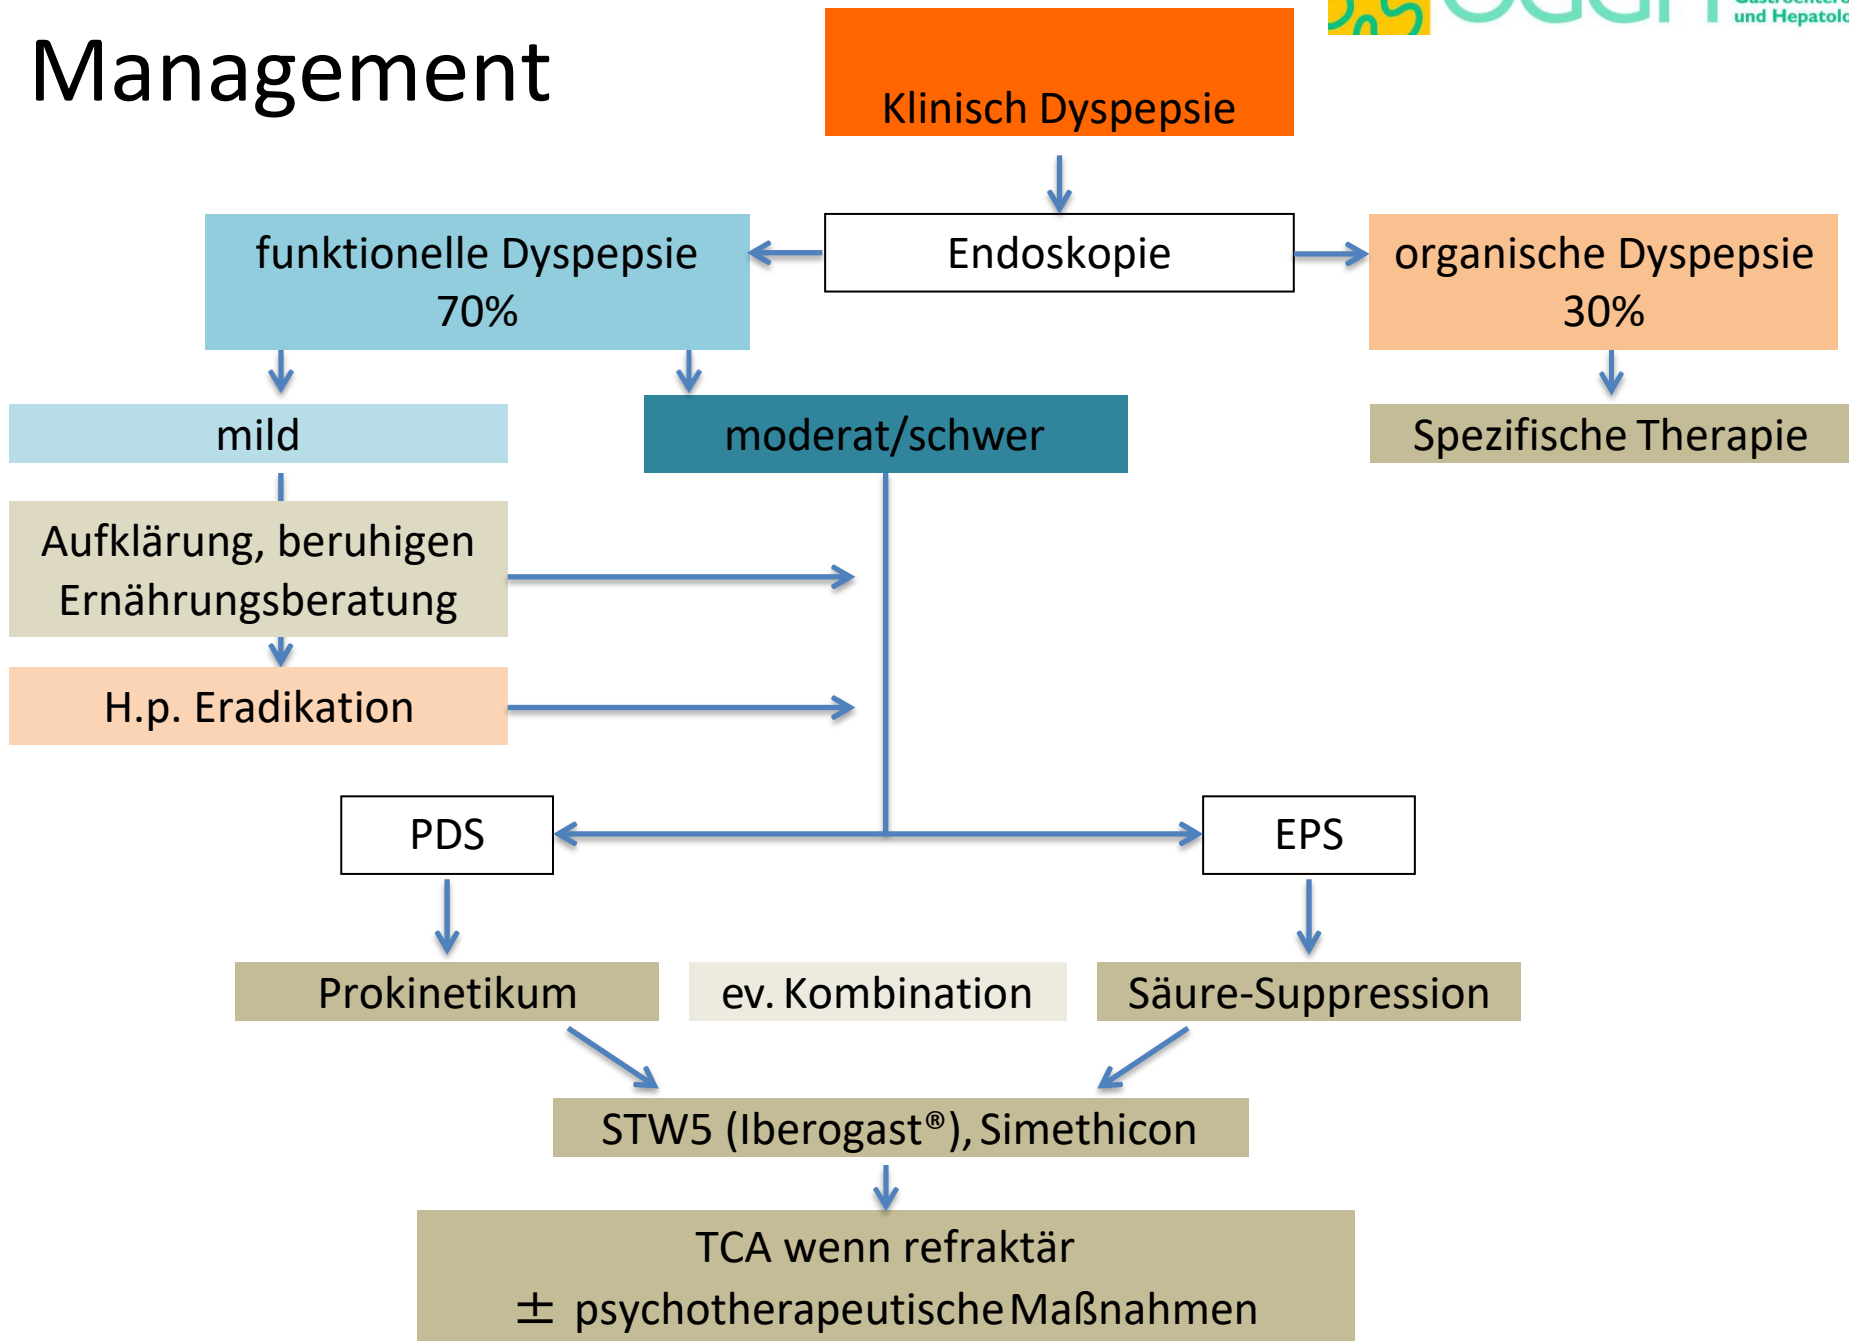 Management
und Hepatolo
Klinisch Dyspepsie
funktionelle Dyspepsie
70%
Endoskopie
organische Dyspepsie
30%
mild
moderat/schwer
Spezifische Therapie
Aufklärung, beruhigen
Ernährungsberatung
H.p. Eradikation
PDS
EPS
Prokinetikum
ev. Kombination
Säure-Suppression
STW5 (Iberogast®), Simethicon
TCA wenn refraktär
± psychotherapeutische Maßnahmen